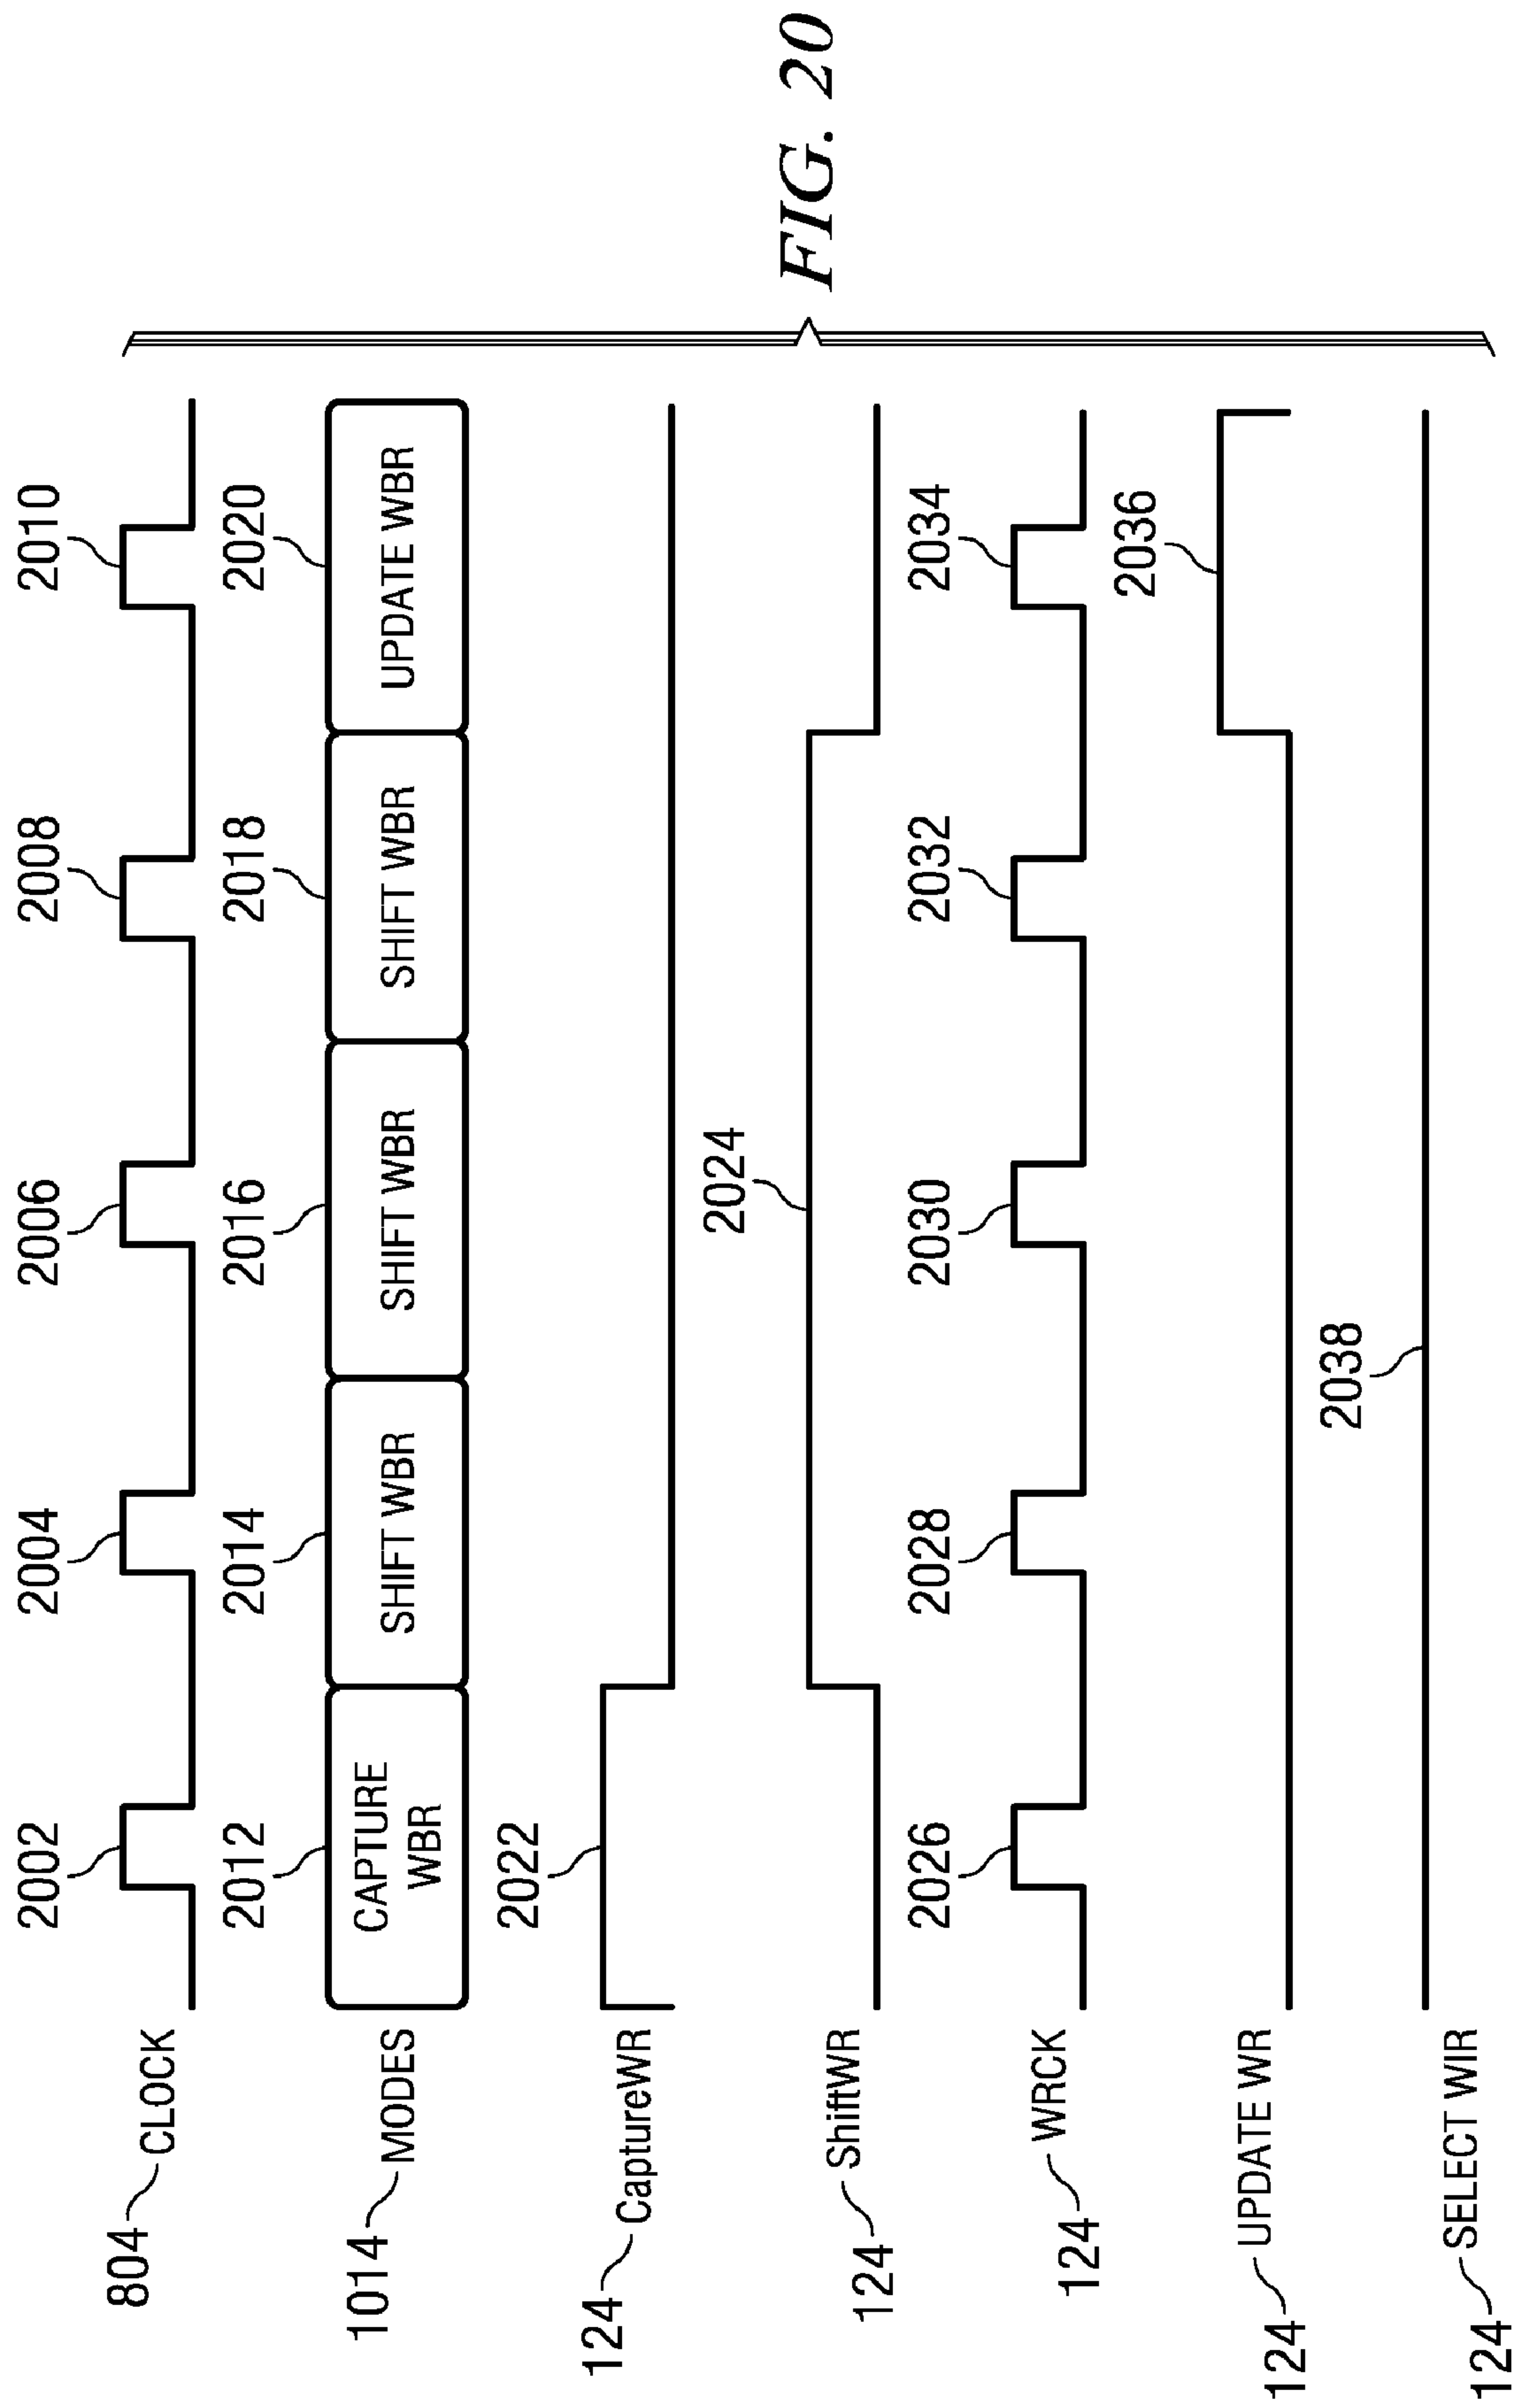 2002 2004 2006 2008 2010
804 CLOCK
2012 2014 2016 2018 2020
1014 MODES
CAPTURE
WBR
SHIFT WBR
SHIFT WBR
SHIFT WBR
UPDATE WBR
2022
124 CaptureWR
2024
124 ShiftWR
2026 2028 2030 2032 2034
124 WRCK
2036
124 UPDATE WR
2038
124 SELECT WIR
FIG. 20